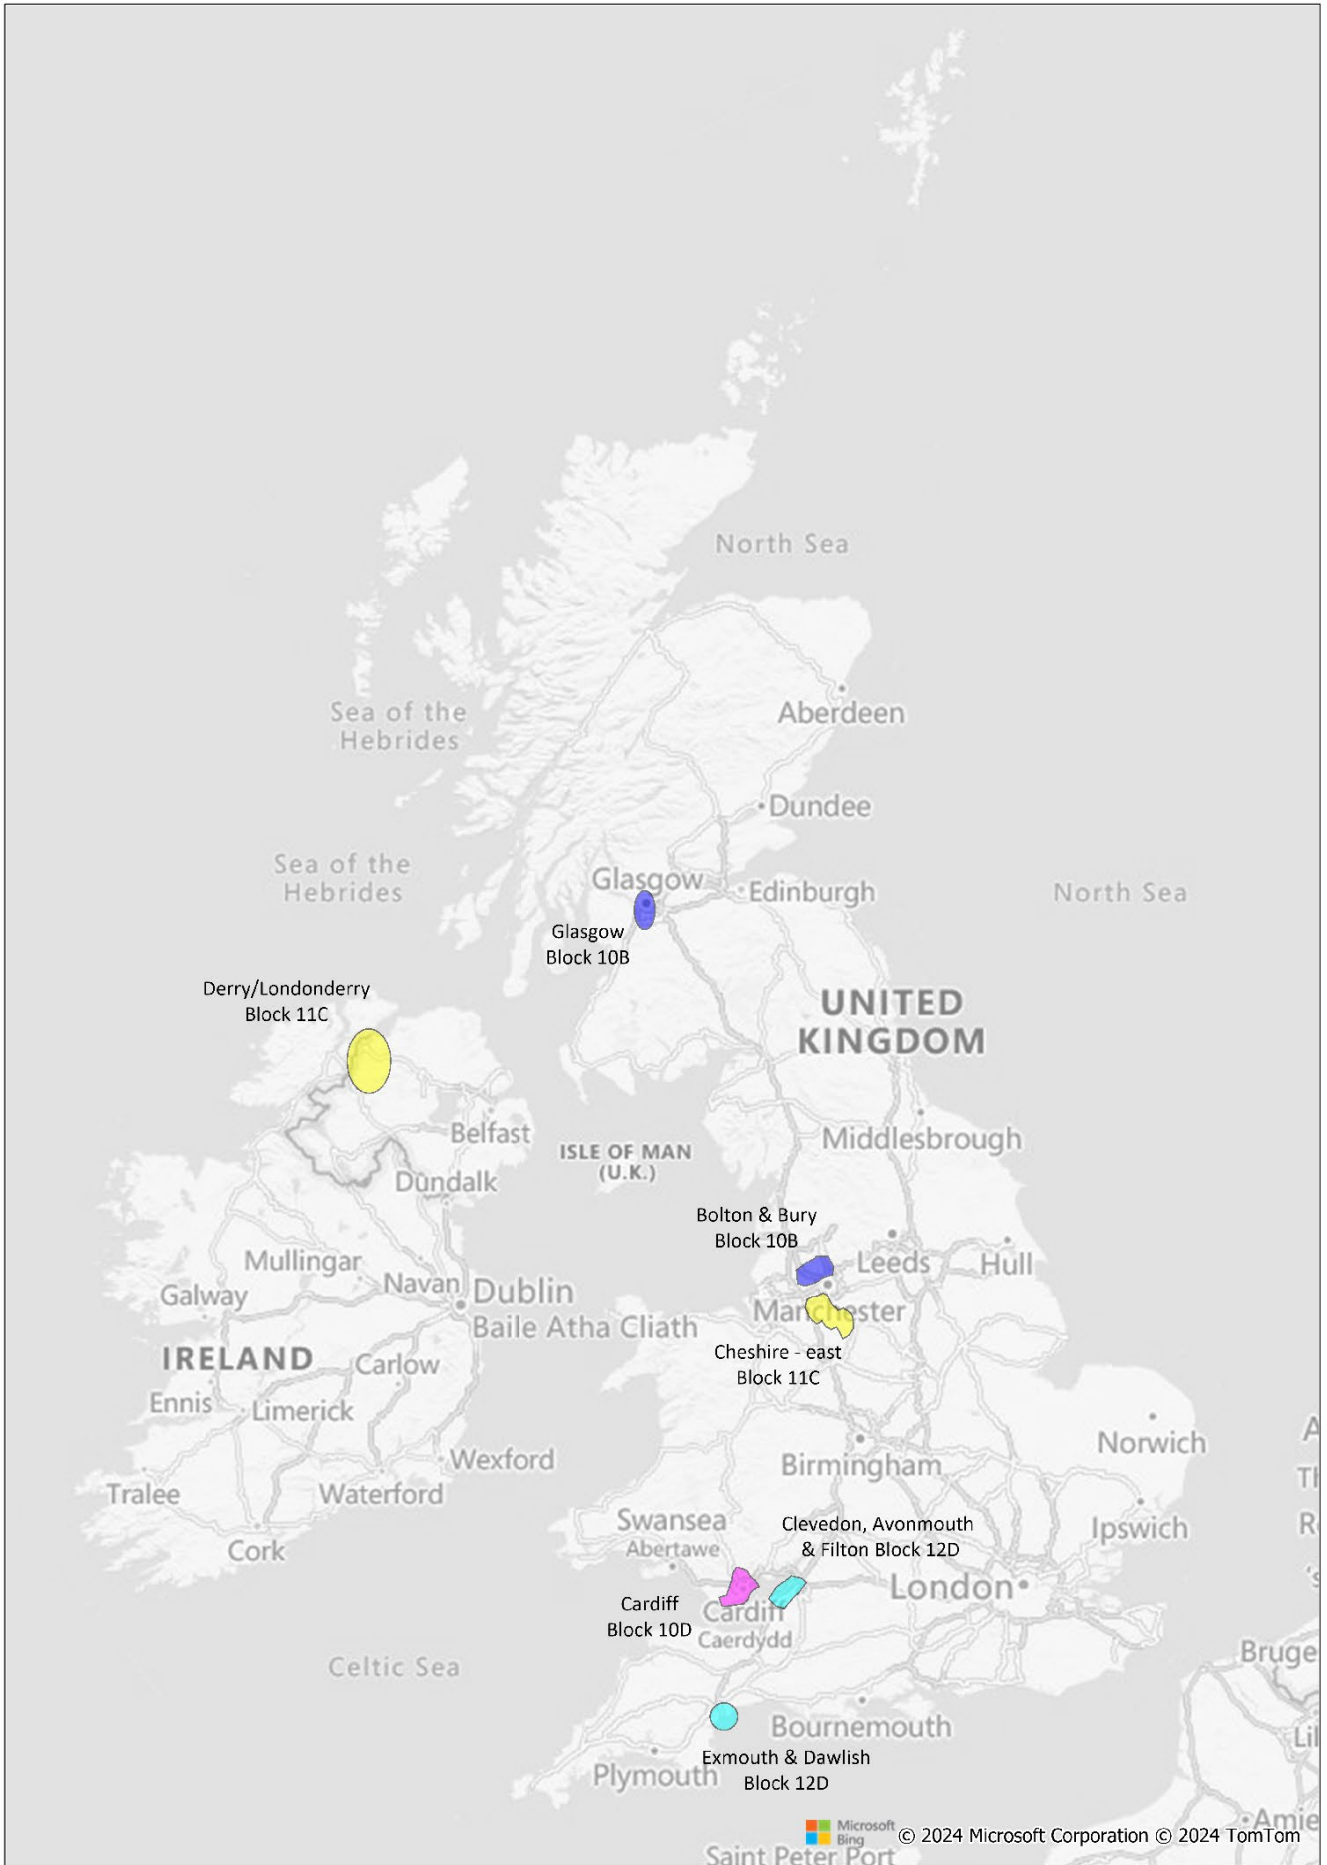 North Sea
Sea of the
Hebrides
Aberdeen
Dundee
Sea of the
Hebrides
Glasgow
Edinburgh
North Sea
Glasgow
Block 10B
Derry/Londonderry
Block 11C
UNITED
KINGDOM
Belfast
ISLE OF MAN
(U.K.)
Middlesbrough
Dundalk
Bolton & Bury
Block 10B
Mullingar
Navan
Leeds
Hull
Galway
Dublin
Baile Atha Cliath
Manchester
IRELAND
Carlow
Cheshire - east
Block 11C
Ennis
Limerick
Norwich
Wexford
Birmingham
Tralee
Waterford
Swansea
Abertawe
Clevedon, Avonmouth
& Filton Block 12D
Ipswich
Cork
London
Cardiff
Block 10D
Cardiff
Caerdydd
Celtic Sea
Bruge
Bournemouth
Exmouth & Dawlish
Block 12D
Plymouth
Lil
A
Th
R
's
Amie
Microsoft
Bing
© 2024 Microsoft Corporation © 2024 TomTom
Saint Peter Port